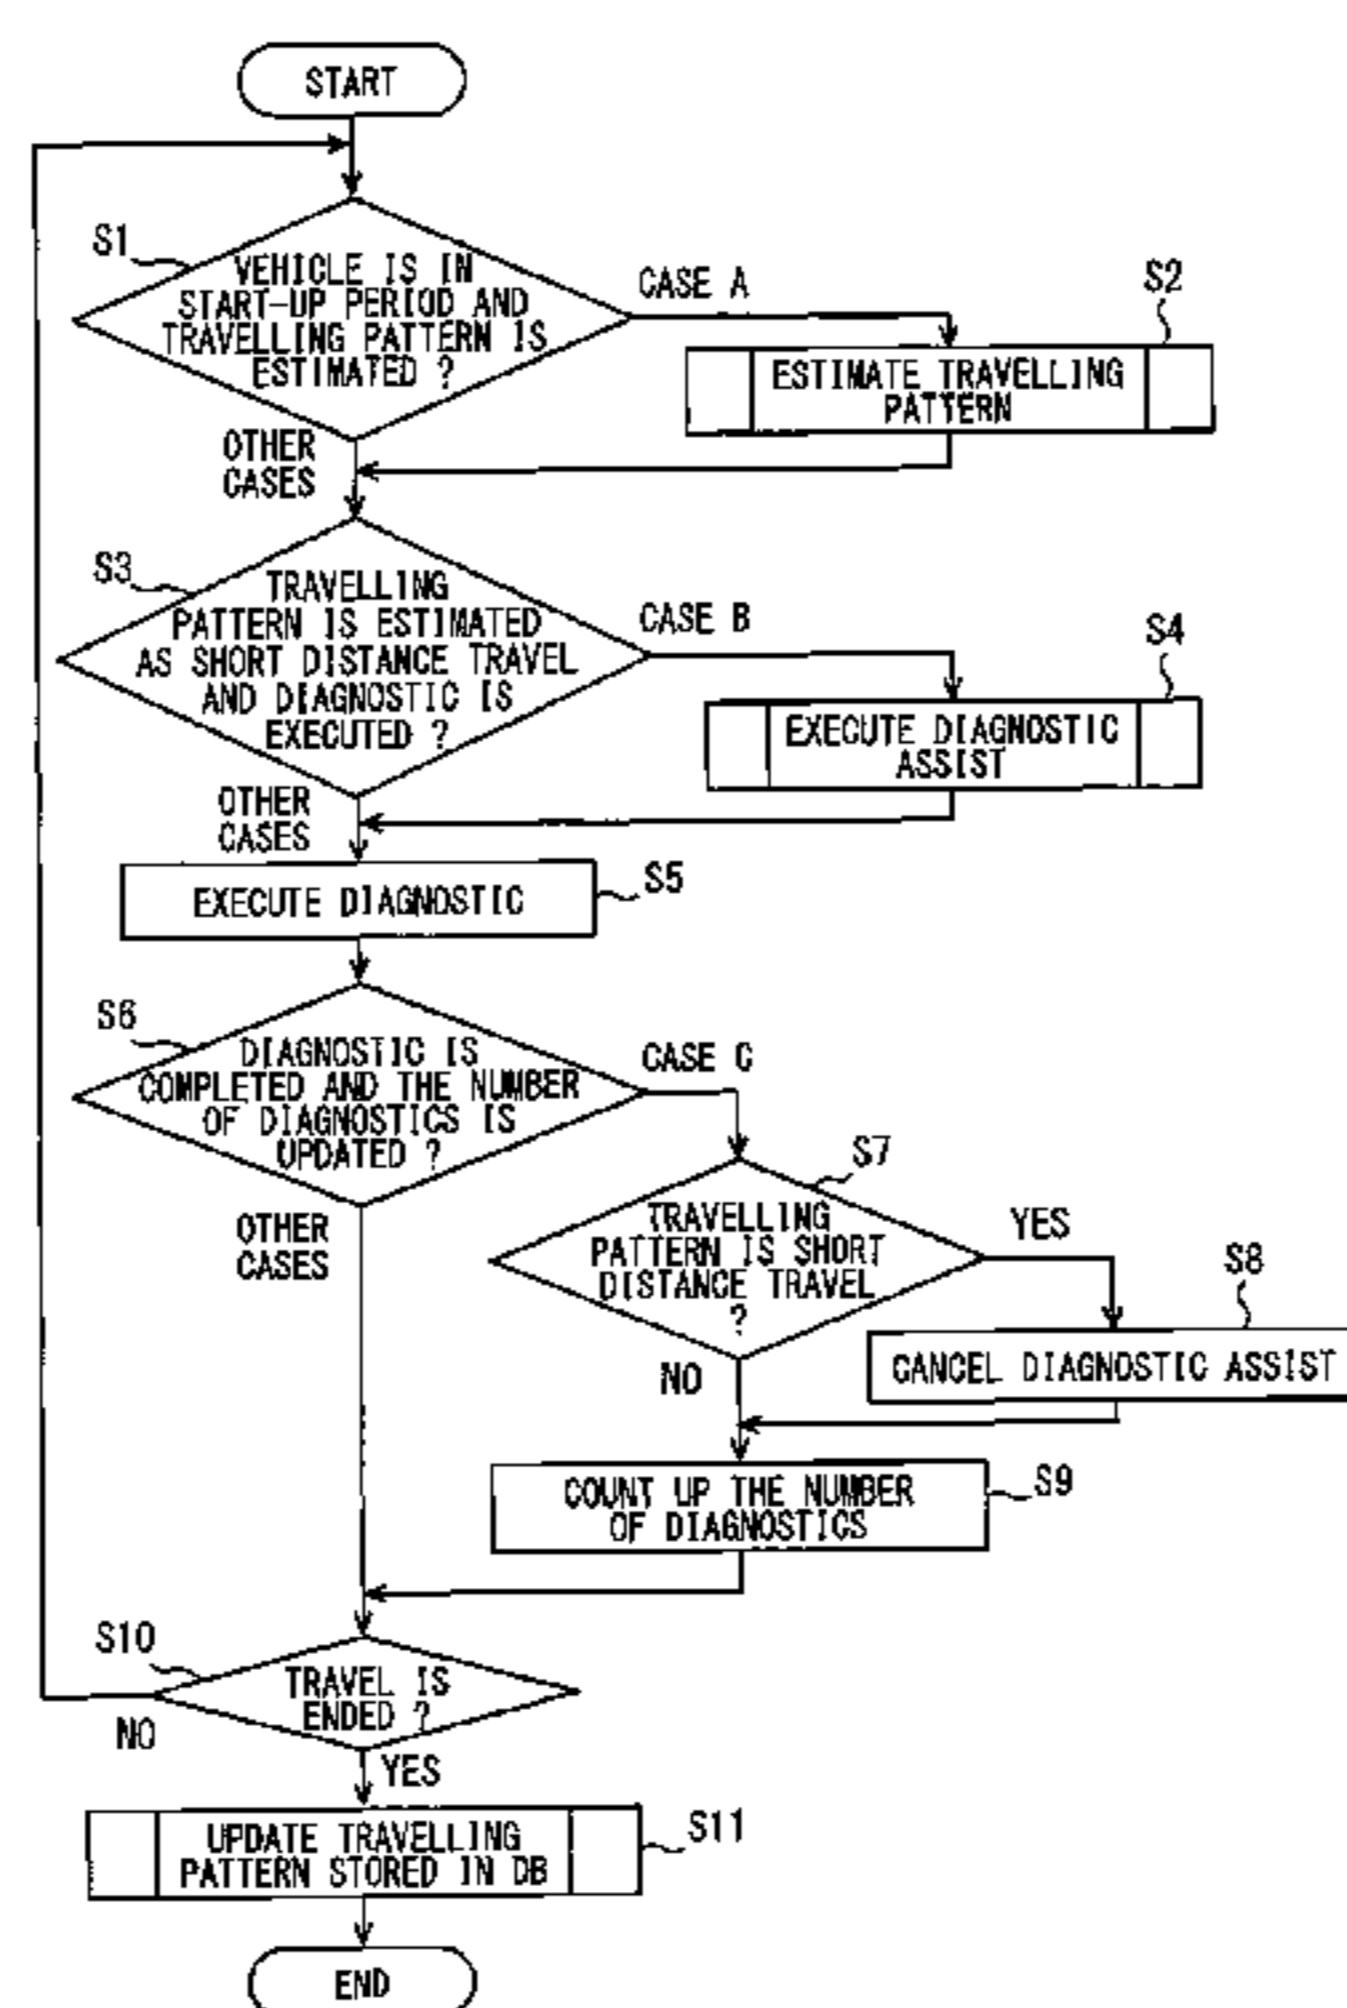 START
S1
VEHICLE IS IN
START-UP PERIOD AND
TRAVELLING PATTERN IS
ESTIMATED ?
CASE A
S2
ESTIMATE TRAVELLING
PATTERN
OTHER
CASES
S3
TRAVELLING
PATTERN IS ESTIMATED
AS SHORT DISTANCE TRAVEL
AND DIAGNOSTIC IS
EXECUTED ?
CASE B
S4
EXECUTE DIAGNOSTIC
ASSIST
OTHER
CASES
EXECUTE DIAGNOSTIC
S5
S6
DIAGNOSTIC IS
COMPLETED AND THE NUMBER
OF DIAGNOSTICS IS
UPDATED ?
CASE C
OTHER
CASES
S7
TRAVELLING
PATTERN IS SHORT
DISTANCE TRAVEL
?
YES
S8
CANCEL DIAGNOSTIC ASSIST
NO
COUNT UP THE NUMBER
OF DIAGNOSTICS
S9
S10
TRAVEL IS
ENDED ?
NO
YES
UPDATE TRAVELLING
PATTERN STORED IN DB
S11
END